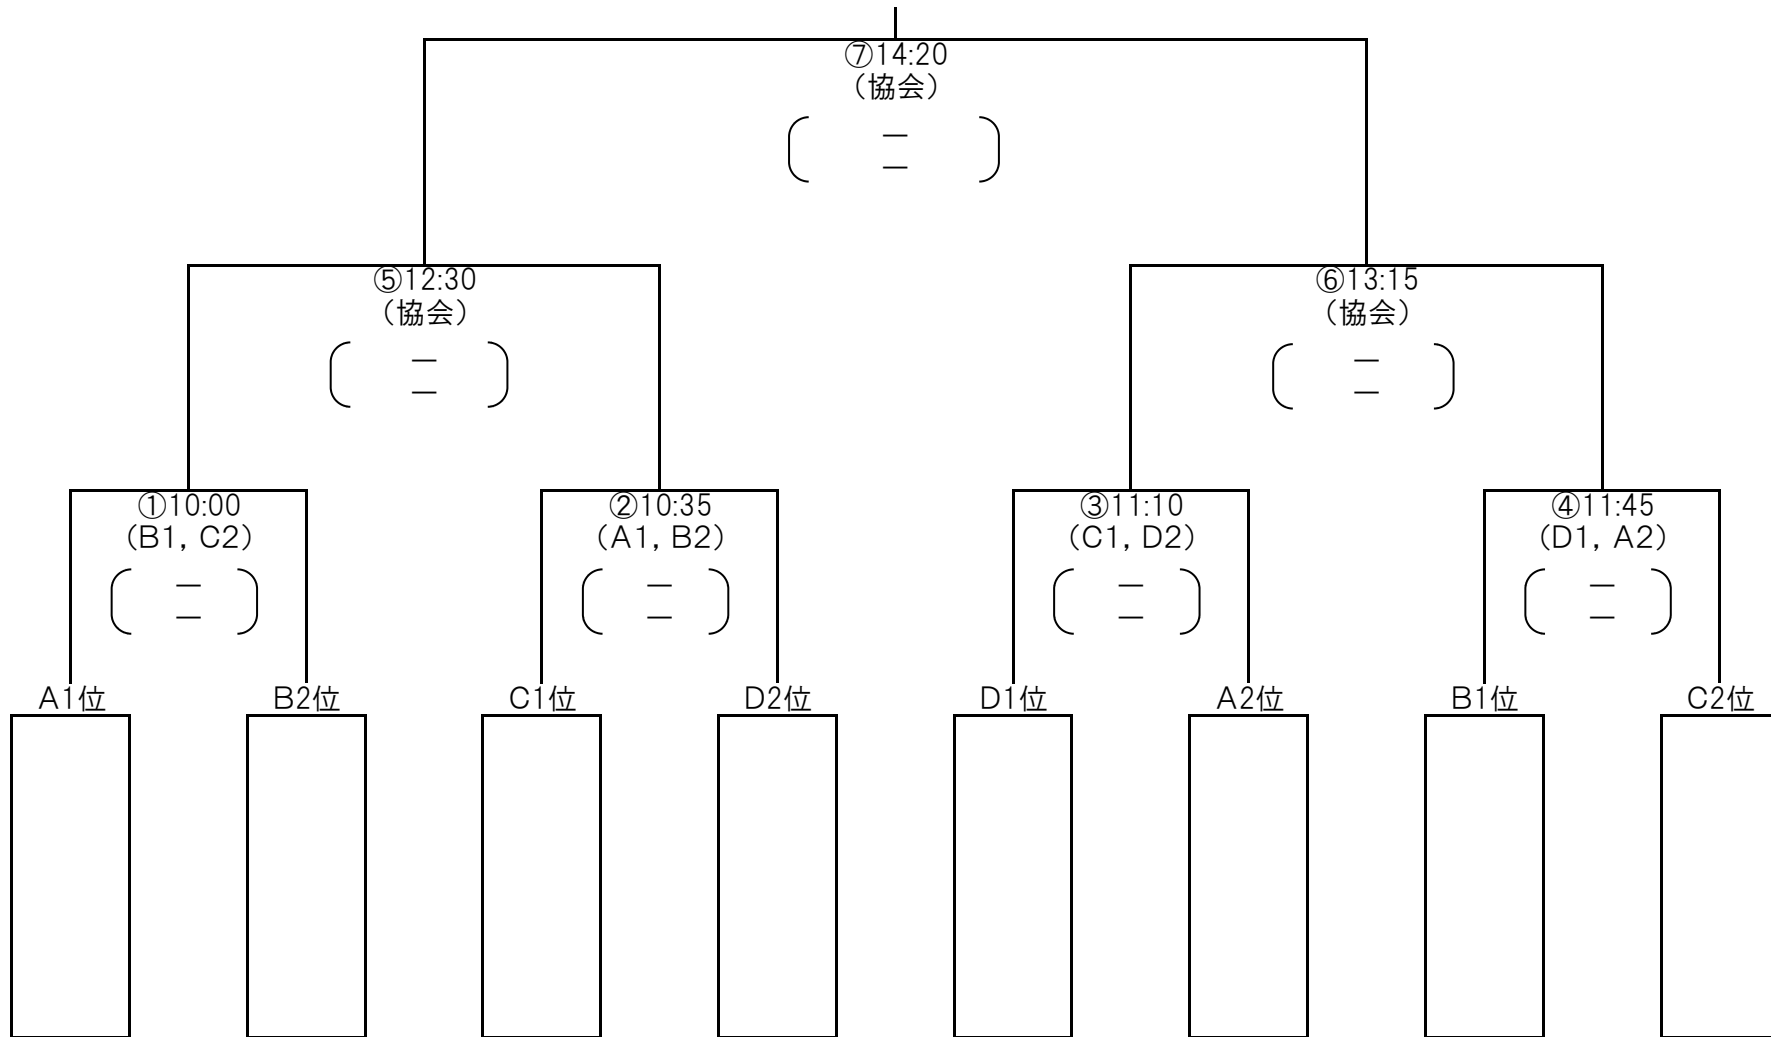 ⑦14:20
（協会）
－
－
⑤12:30
（協会）
－
－
⑥13:15
（協会）
－
－
①10:00
（B1，C2）
－
－
②10:35
（A1，B2）
－
－
③11:10
（C1，D2）
－
－
④11:45
（D1，A2）
－
－
A1位
B2位
C1位
D2位
D1位
A2位
B1位
C2位